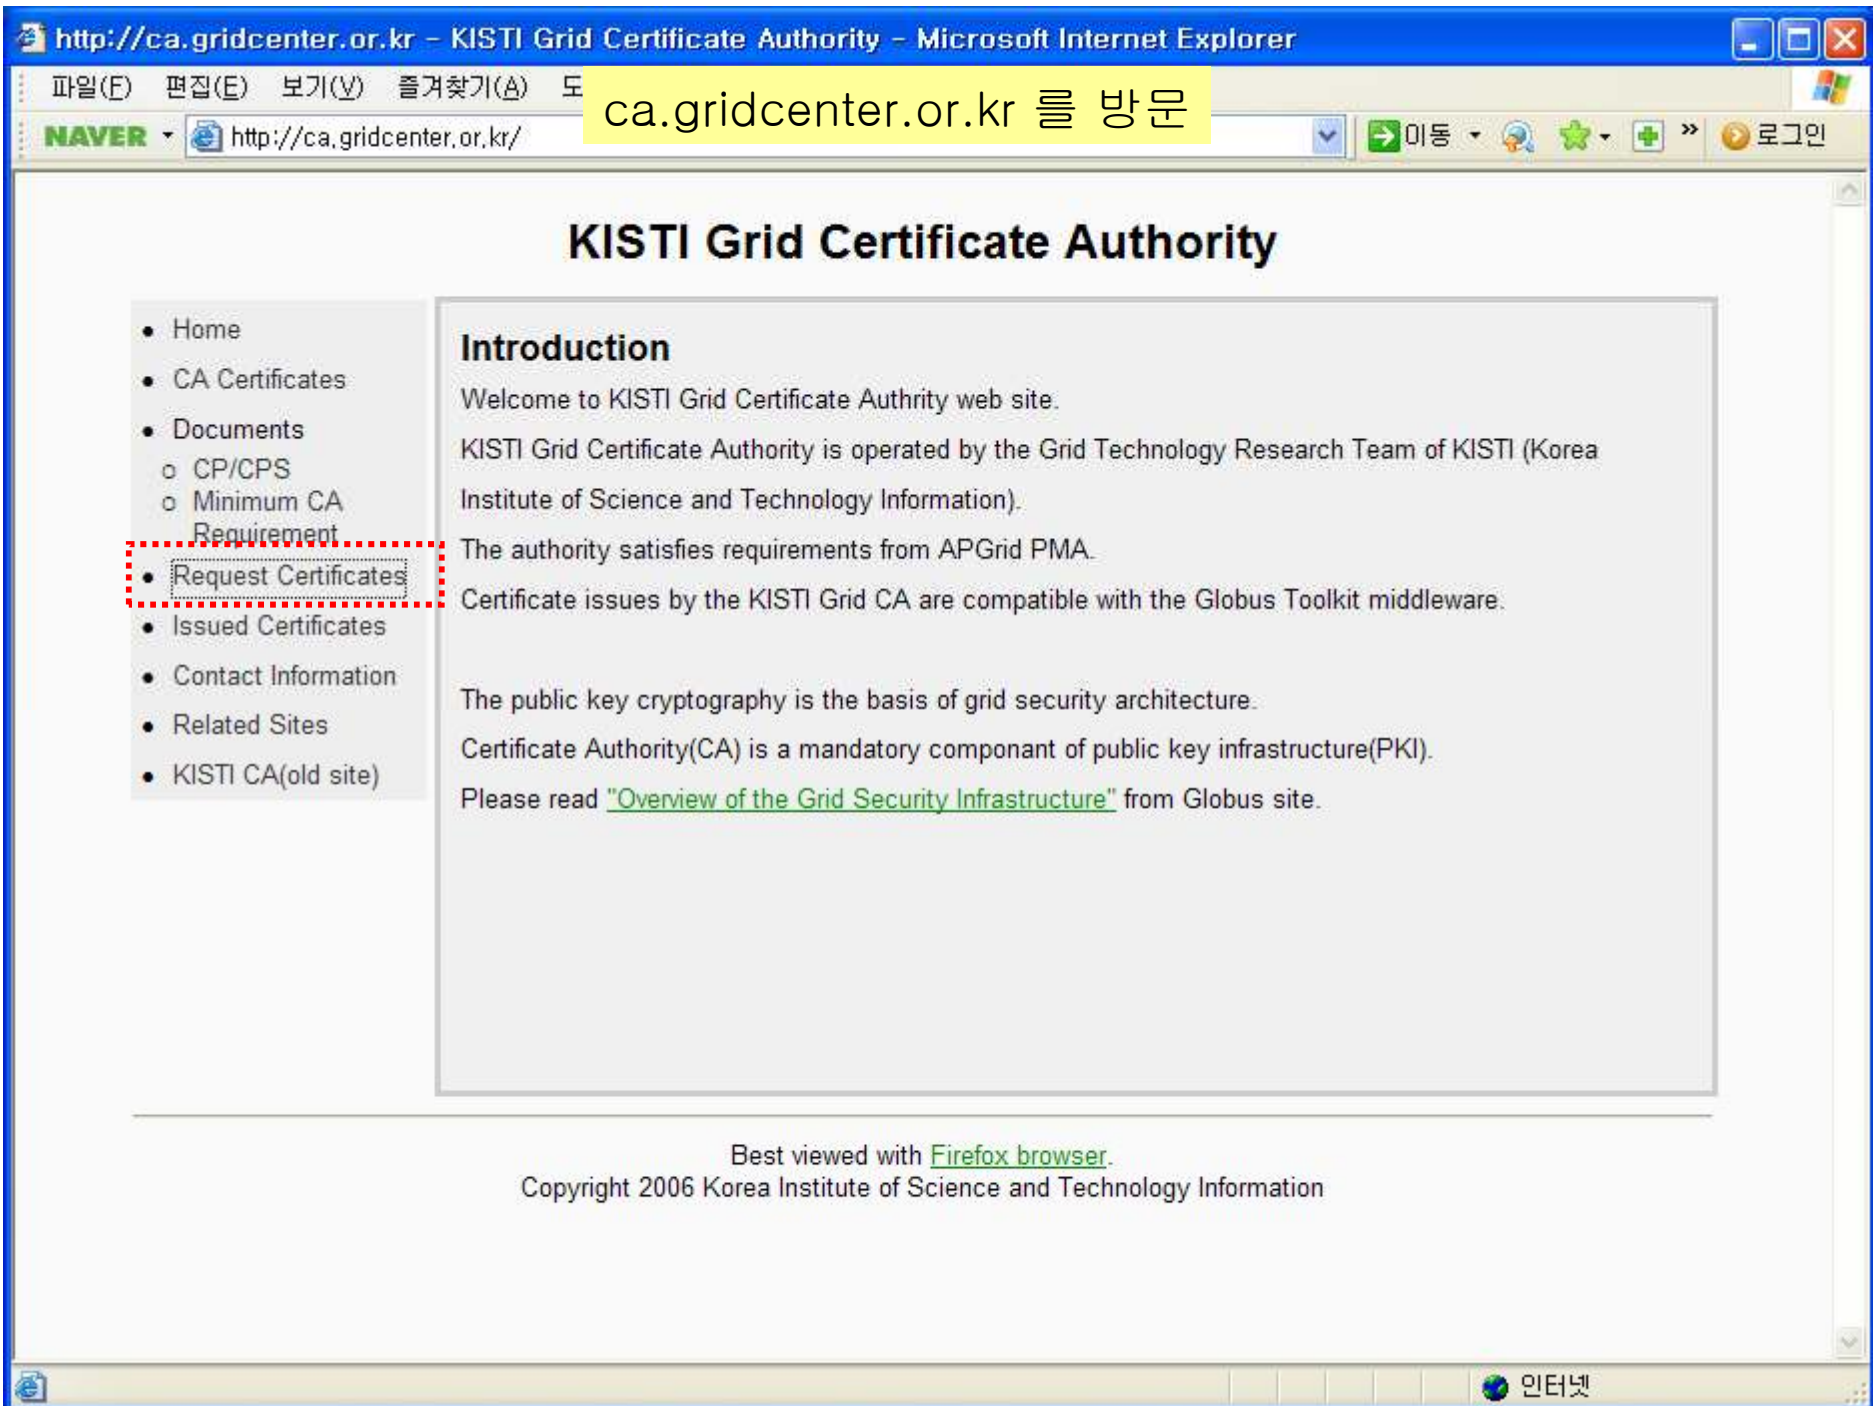 http://ca.gridcenter.or.kr - KISTI Grid Certificate Authority - Microsoft Internet Explorer
파일(F) 편집(E) 보기(V) 즐겨찾기(A) 도
ca.gridcenter.or.kr 를 방문
NAVER http://ca.gridcenter.or.kr/ 이동 » 로그인
KISTI Grid Certificate Authority
• Home
• CA Certificates
• Documents
o CP/CPS
o Minimum CA
Requirement
• Request Certificates
• Issued Certificates
• Contact Information
• Related Sites
• KISTI CA(old site)
Introduction
Welcome to KISTI Grid Certificate Authrity web site.
KISTI Grid Certificate Authority is operated by the Grid Technology Research Team of KISTI (Korea
Institute of Science and Technology Information).
The authority satisfies requirements from APGrid PMA.
Certificate issues by the KISTI Grid CA are compatible with the Globus Toolkit middleware.
The public key cryptography is the basis of grid security architecture.
Certificate Authority(CA) is a mandatory componant of public key infrastructure(PKI).
Please read "Overview of the Grid Security Infrastructure" from Globus site.
Best viewed with Firefox browser.
Copyright 2006 Korea Institute of Science and Technology Information
인터넷